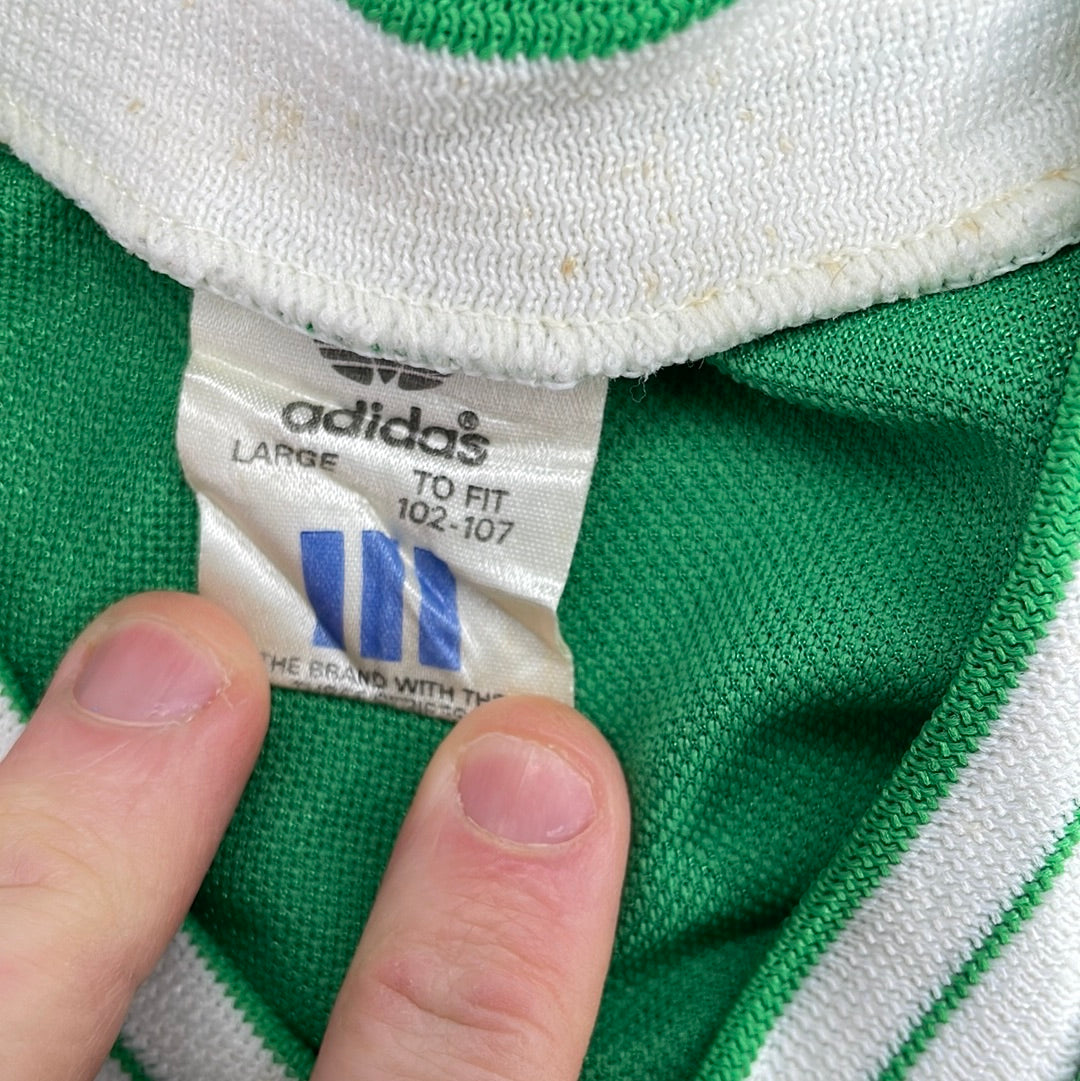 adidas®
LARGE
TO FIT
102-107
THE BRAND WITH THE